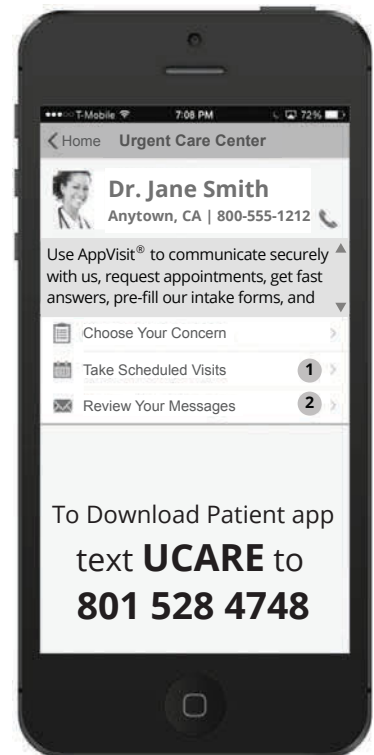 T-Mobile 7:08 PM 72%
Home Urgent Care Center
Dr. Jane Smith
Anytown, CA | 800-555-1212
Use AppVisit® to communicate securely
with us, request appointments, get fast
answers, pre-fill our intake forms, and
Choose Your Concern
Take Scheduled Visits 1
Review Your Messages 2
To Download Patient app
text UCARE to
801 528 4748